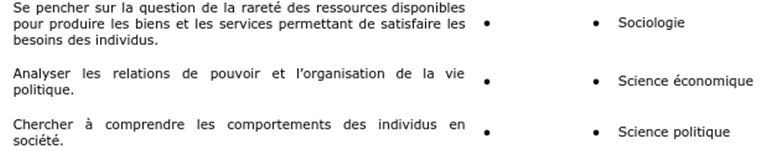 Se pencher sur la question de la rareté des ressources disponibles
pour produire les biens et les services permettant de satisfaire les
besoins des individus.
• • Sociologie
Analyser les relations de pouvoir et l’organisation de la vie
politique.
• • Science économique
Chercher à comprendre les comportements des individus en
société.
• • Science politique